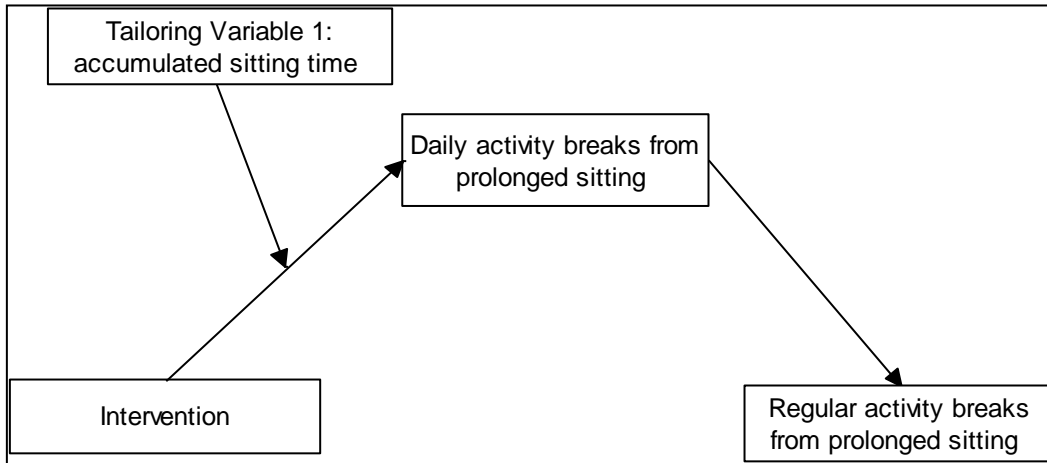 Tailoring Variable 1:
accumulated sitting time
Daily activity breaks from
prolonged sitting
Intervention
Regular activity breaks
from prolonged sitting